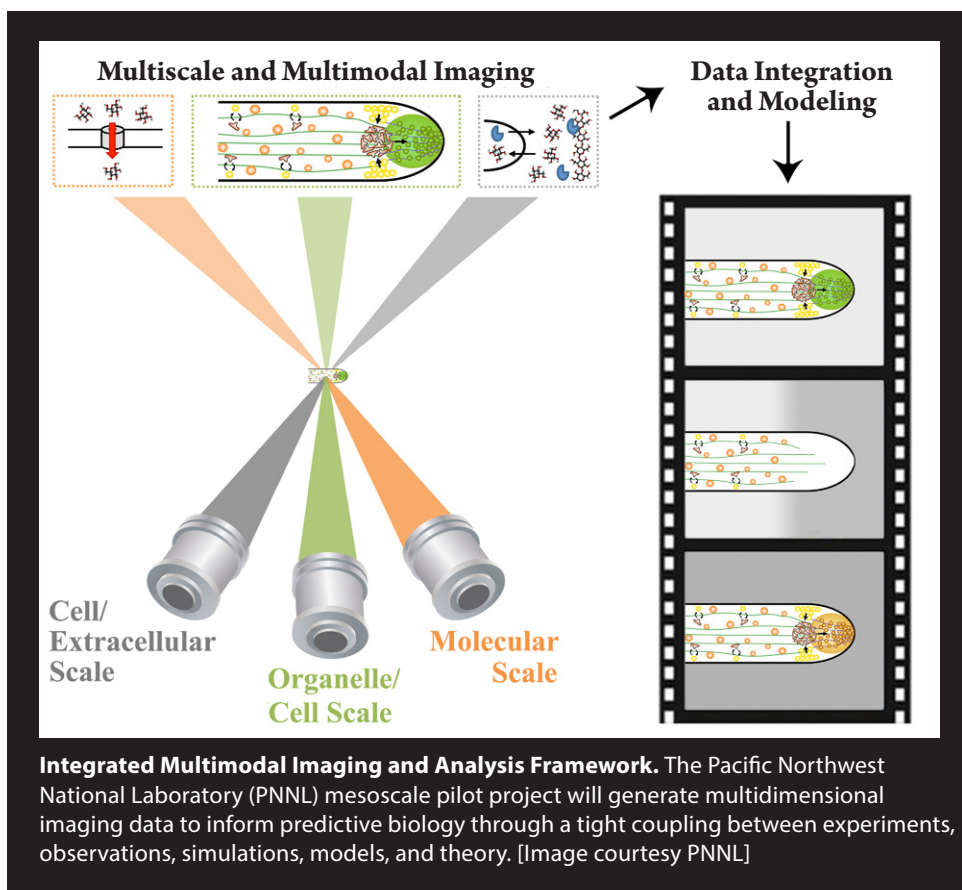 Multiscale and Multimodal Imaging
Data Integration
and Modeling
Cell/
Extracellular
Scale
Organelle/
Cell Scale
Molecular
Scale
Integrated Multimodal Imaging and Analysis Framework. The Pacific Northwest
National Laboratory (PNNL) mesoscale pilot project will generate multidimensional
imaging data to inform predictive biology through a tight coupling between experiments,
observations, simulations, models, and theory. [Image courtesy PNNL]